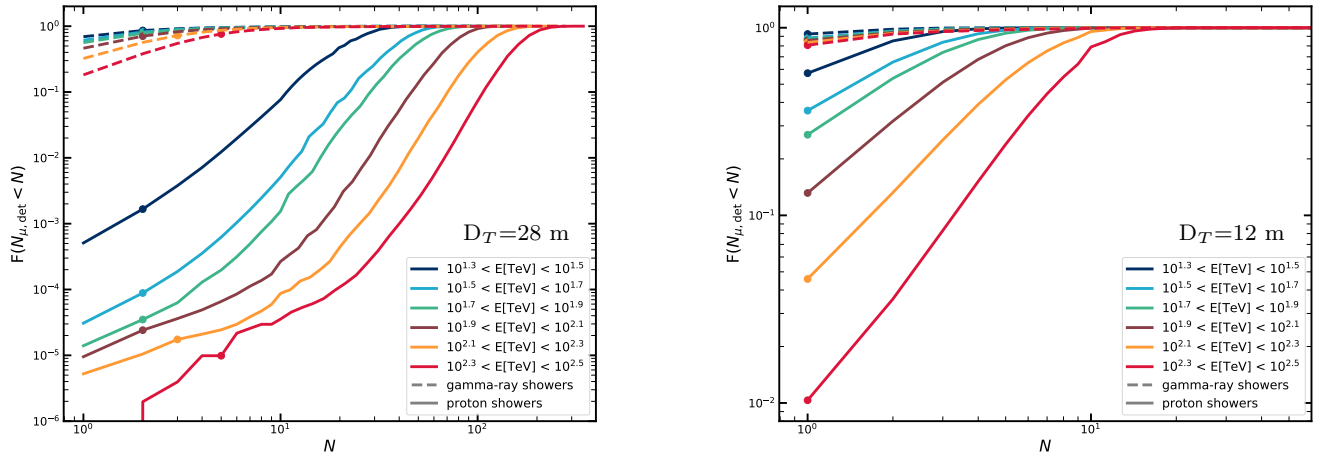 10⁰
10⁻¹
10⁻²
10⁻³
10⁻⁴
10⁻⁵
10⁻⁶
F(N_{μ,det} < N)
10⁰
10¹
10²
N
D_T=28 m
10^{1.3} < E[TeV] < 10^{1.5}
10^{1.5} < E[TeV] < 10^{1.7}
10^{1.7} < E[TeV] < 10^{1.9}
10^{1.9} < E[TeV] < 10^{2.1}
10^{2.1} < E[TeV] < 10^{2.3}
10^{2.3} < E[TeV] < 10^{2.5}
gamma-ray showers
proton showers
10⁰
10⁻¹
10⁻²
F(N_{μ,det} < N)
10⁰
10¹
N
D_T=12 m
10^{1.3} < E[TeV] < 10^{1.5}
10^{1.5} < E[TeV] < 10^{1.7}
10^{1.7} < E[TeV] < 10^{1.9}
10^{1.9} < E[TeV] < 10^{2.1}
10^{2.1} < E[TeV] < 10^{2.3}
10^{2.3} < E[TeV] < 10^{2.5}
gamma-ray showers
proton showers